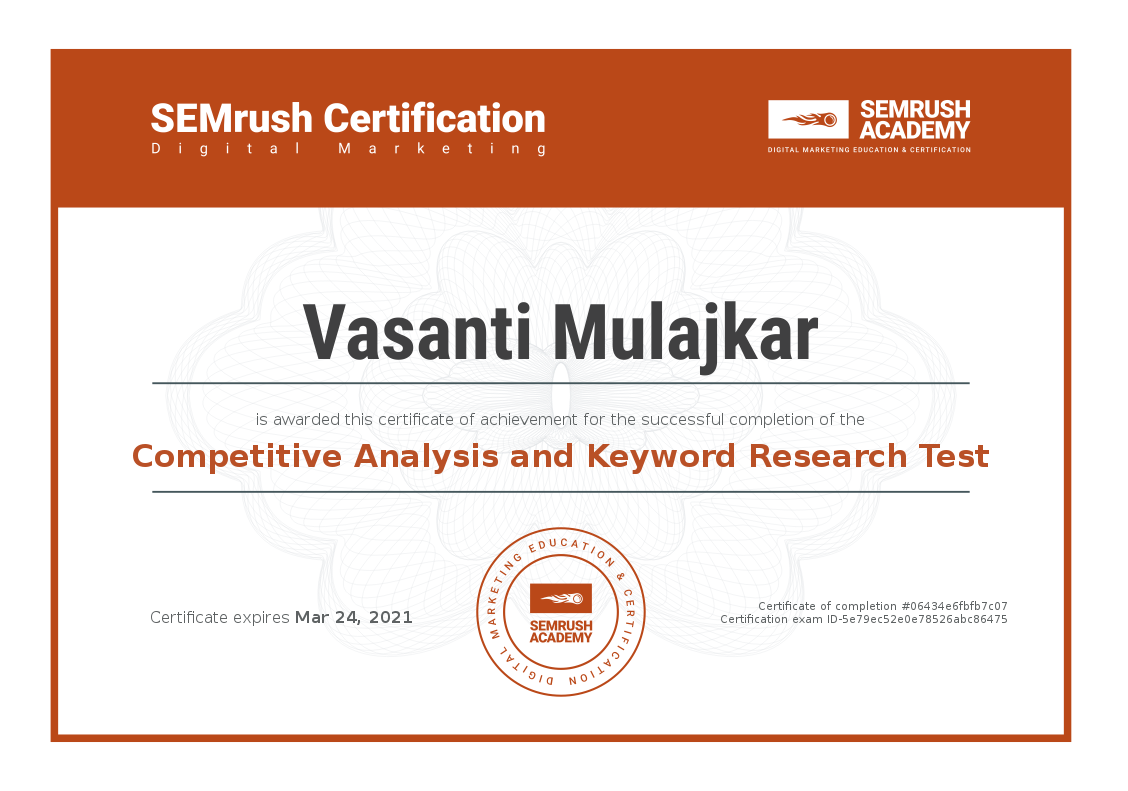 SEMrush Certification
Digital Marketing
SEMRUSH
ACADEMY
DIGITAL MARKETING EDUCATION & CERTIFICATION
Vasanti Mulajkar
is awarded this certificate of achievement for the successful completion of the
Competitive Analysis and Keyword Research Test
Certificate expires Mar 24, 2021
DIGITAL MARKETING EDUCATION & CERTIFICATION
SEMRUSH
ACADEMY
Certificate of completion #06434e6fbfb7c07
Certification exam ID-5e79ec52e0e78526abc86475